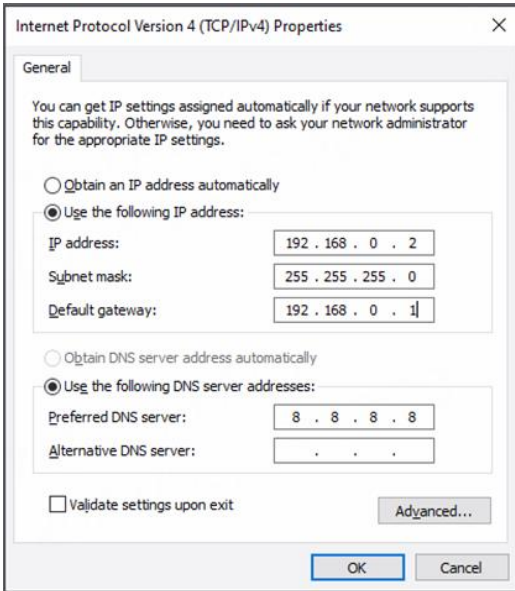 Internet Protocol Version 4 (TCP/IPv4) Properties
General
You can get IP settings assigned automatically if your network supports
this capability. Otherwise, you need to ask your network administrator
for the appropriate IP settings.
Obtain an IP address automatically
Use the following IP address:
IP address: 192 . 168 . 0 . 2
Subnet mask: 255 . 255 . 255 . 0
Default gateway: 192 . 168 . 0 . 1
Obtain DNS server address automatically
Use the following DNS server addresses:
Preferred DNS server: 8 . 8 . 8 . 8
Alternative DNS server: . . .
Validate settings upon exit
Advanced...
OK Cancel